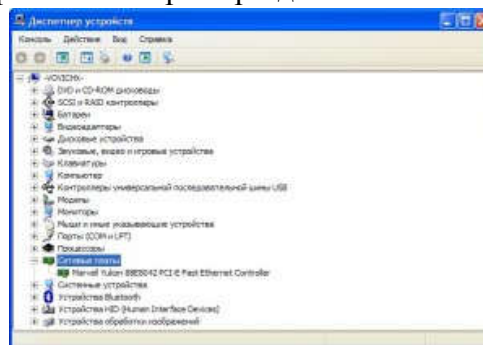 Диспетчер устройств
Консоль Действие Вид Справка
DVD и CD-ROM дисководы
SCSI и RAID контроллеры
Батареи
Видеоадаптеры
Дисковые устройства
Звуковые, видео и игровые устройства
Клавиатуры
Компьютер
Контроллеры универсальной последовательной шины USB
Модемы
Мониторы
Мыши и иные указывающие устройства
Порты (COM и LPT)
Процессоры
Сетевые платы
Marvell Yukon 88E8042 PCI-E Fast Ethernet Controller
Системные устройства
Устройства Bluetooth
Устройства HID (Human Interface Devices)
Устройства обработки изображений